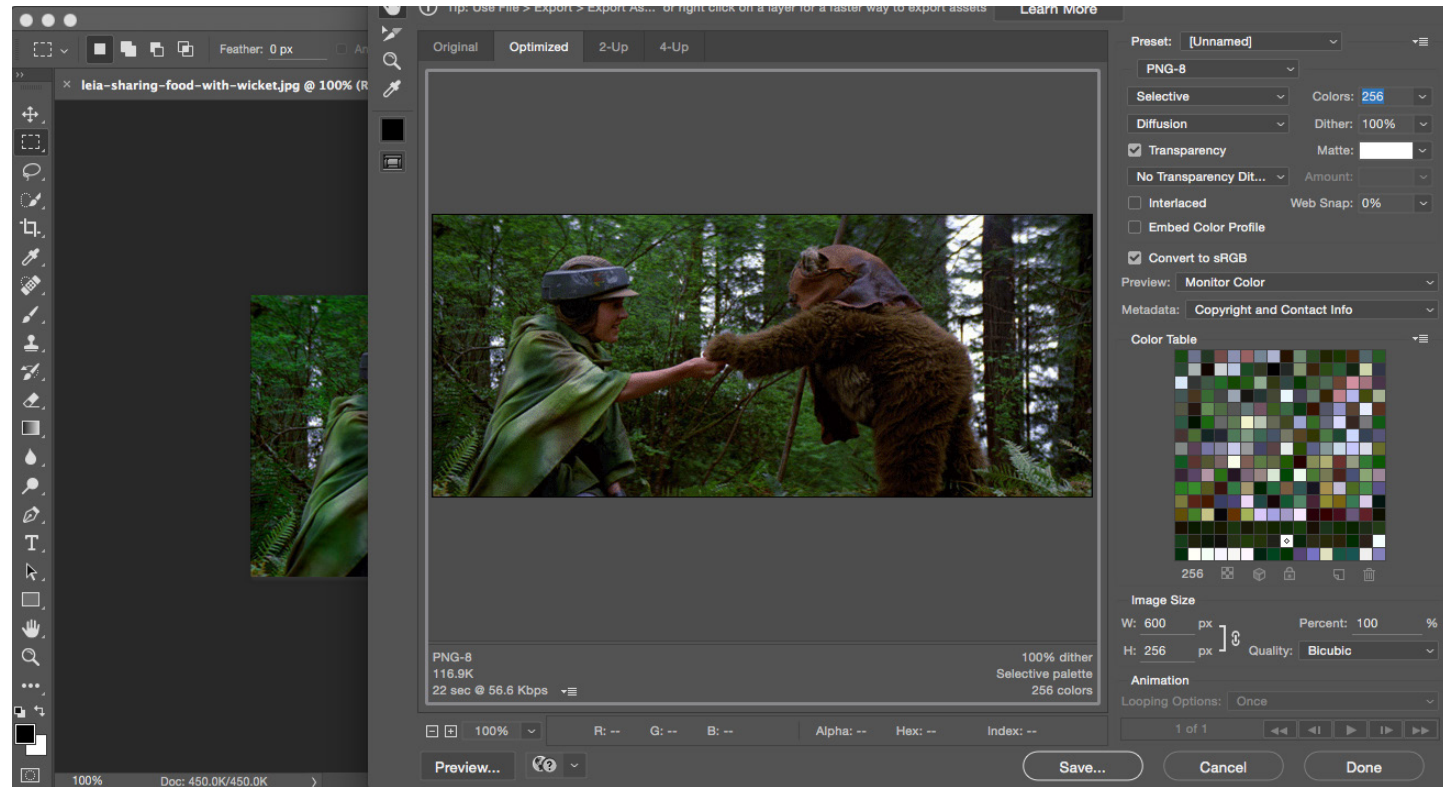 Tip: Use File > Export > Export As... or right click on a layer for a faster way to export assets Learn More
Feather: 0 px An
leia-sharing-food-with-wicket.jpg @ 100% (R
Original Optimized 2-Up 4-Up
Preset: [Unnamed]
PNG-8
Selective Colors: 256
Diffusion Dither: 100%
Transparency Matte:
No Transparency Dit... Amount:
Interlaced Web Snap: 0%
Embed Color Profile
Convert to sRGB
Preview: Monitor Color
Metadata: Copyright and Contact Info
Color Table
256
Image Size
W: 600 px Percent: 100 %
H: 256 px Quality: Bicubic
Animation
Looping Options: Once
1 of 1
PNG-8 100% dither
116.9K Selective palette
22 sec @ 56.6 Kbps 256 colors
100% R: -- G: -- B: -- Alpha: -- Hex: -- Index: --
Preview... Save... Cancel Done
100% Doc: 450.0K/450.0K